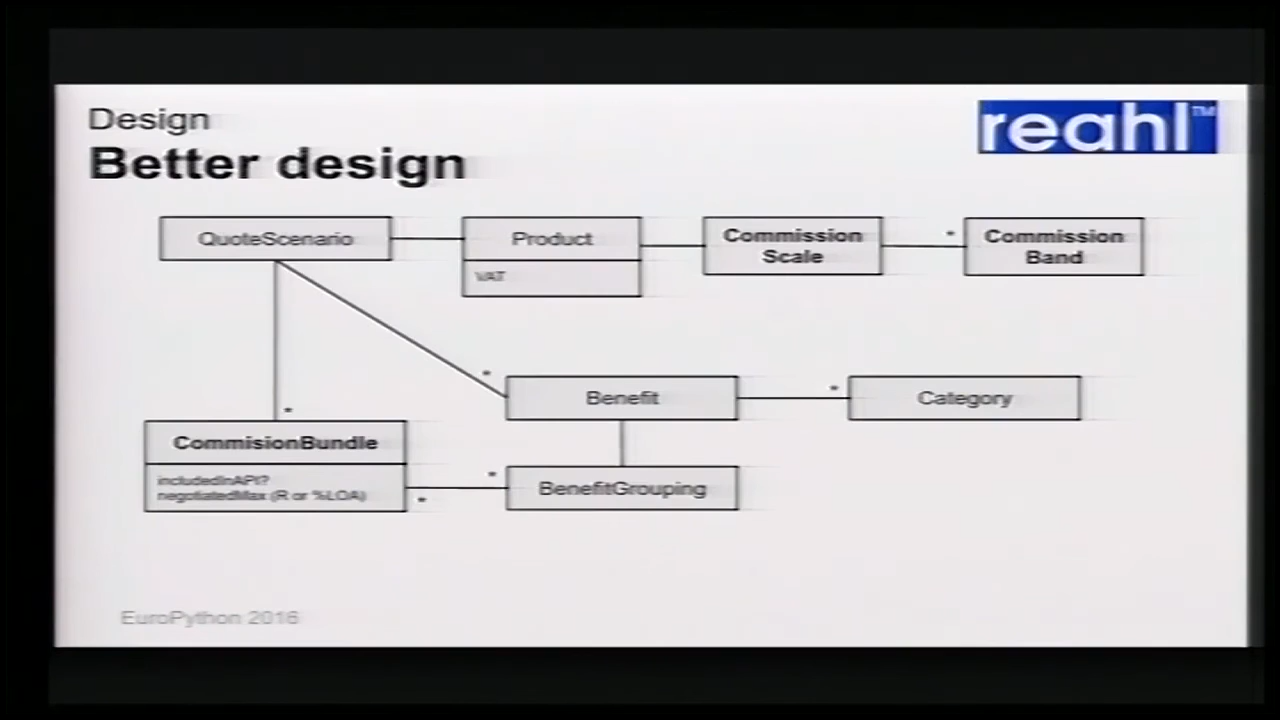 Design
Better design
reahl™
QuoteScenario
Product
VAT
Commission
Scale
*
Commission
Band
*
Benefit
*
Category
*
CommisionBundle
includedInAPI?
negotiatedMax (R or %LOA)
*
*
BenefitGrouping
EuroPython 2016